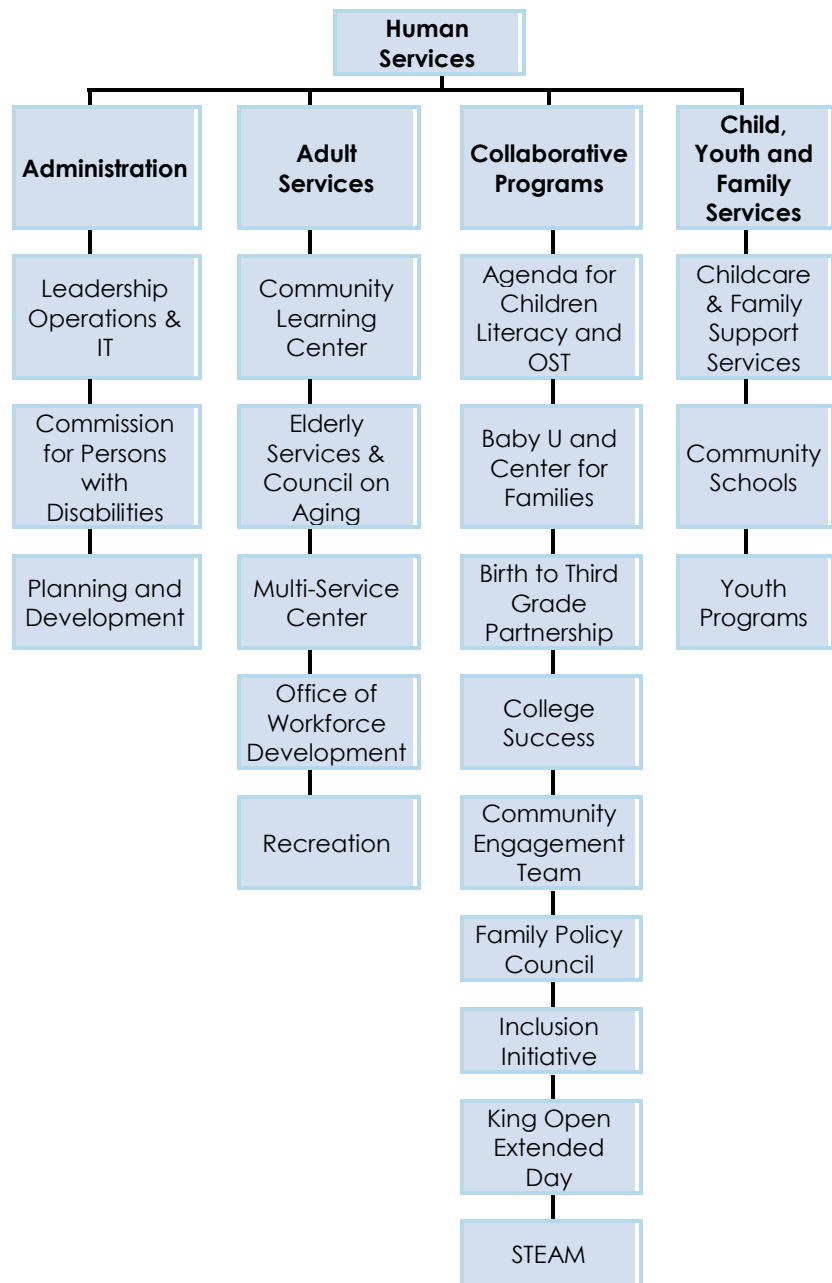 Human
Services
Administration
Adult
Services
Collaborative
Programs
Child,
Youth and
Family
Services
Leadership
Operations &
IT
Commission
for Persons
with
Disabilities
Planning and
Development
Community
Learning
Center
Elderly
Services &
Council on
Aging
Multi-Service
Center
Office of
Workforce
Development
Recreation
Agenda for
Children
Literacy and
OST
Baby U and
Center for
Families
Birth to Third
Grade
Partnership
College
Success
Community
Engagement
Team
Family Policy
Council
Inclusion
Initiative
King Open
Extended
Day
STEAM
Childcare
& Family
Support
Services
Community
Schools
Youth
Programs